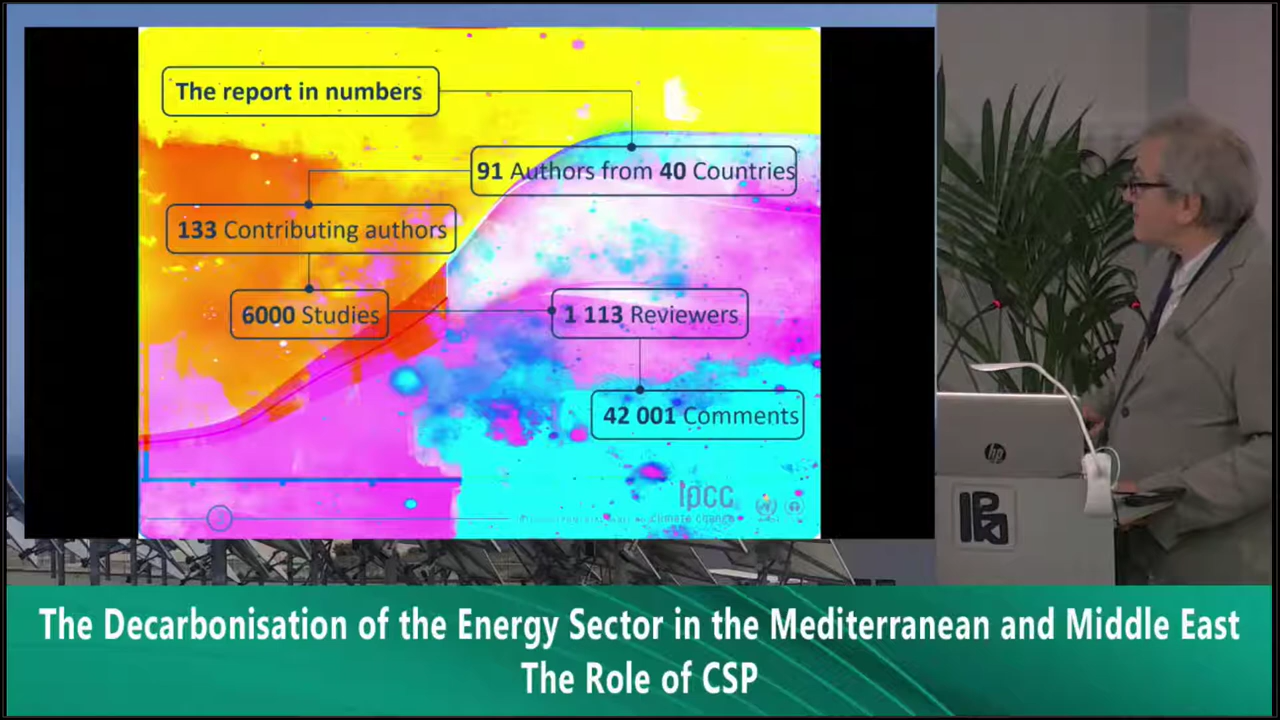 The report in numbers
91 Authors from 40 Countries
133 Contributing authors
6000 Studies
1 113 Reviewers
42 001 Comments
ipcc
climate change
hp
The Decarbonisation of the Energy Sector in the Mediterranean and Middle East
The Role of CSP